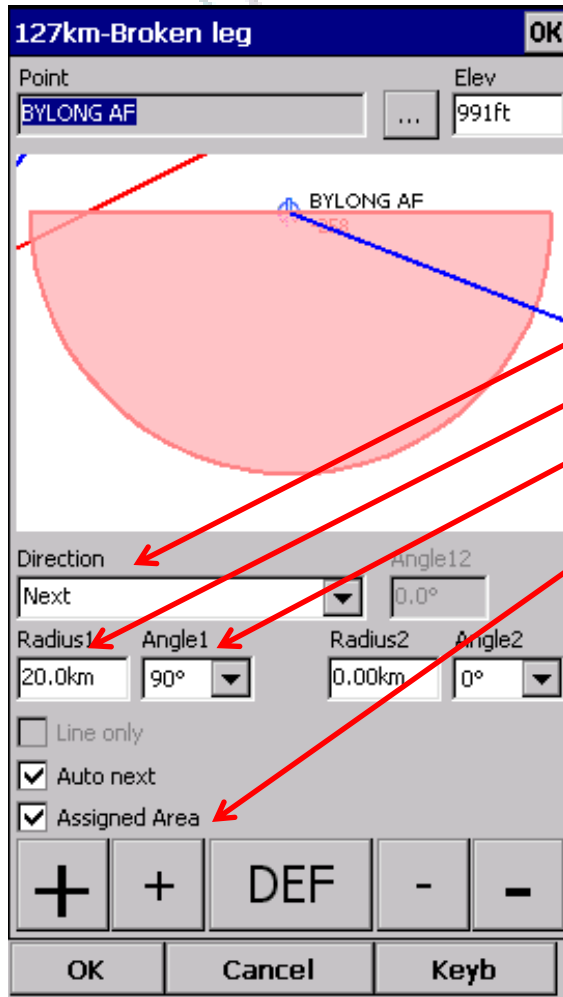 127km-Broken leg OK
Point Elev
BYLONG AF ... 991ft
BYLONG AF
-258
Direction Angle12
Next 0.0°
Radius1 Angle1 Radius2 Angle2
20.0km 90° 0.00km 0°
Line only
Auto next
Assigned Area
+ + DEF - -
OK Cancel Keyb